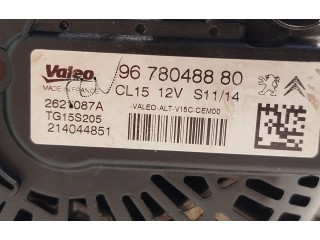 Valeo
96 780488 80
MADE IN FRANCE
CL15 12V S11/14
2621087A
VALEO-ALT-V15C-CEM00
TG15S205
214044851